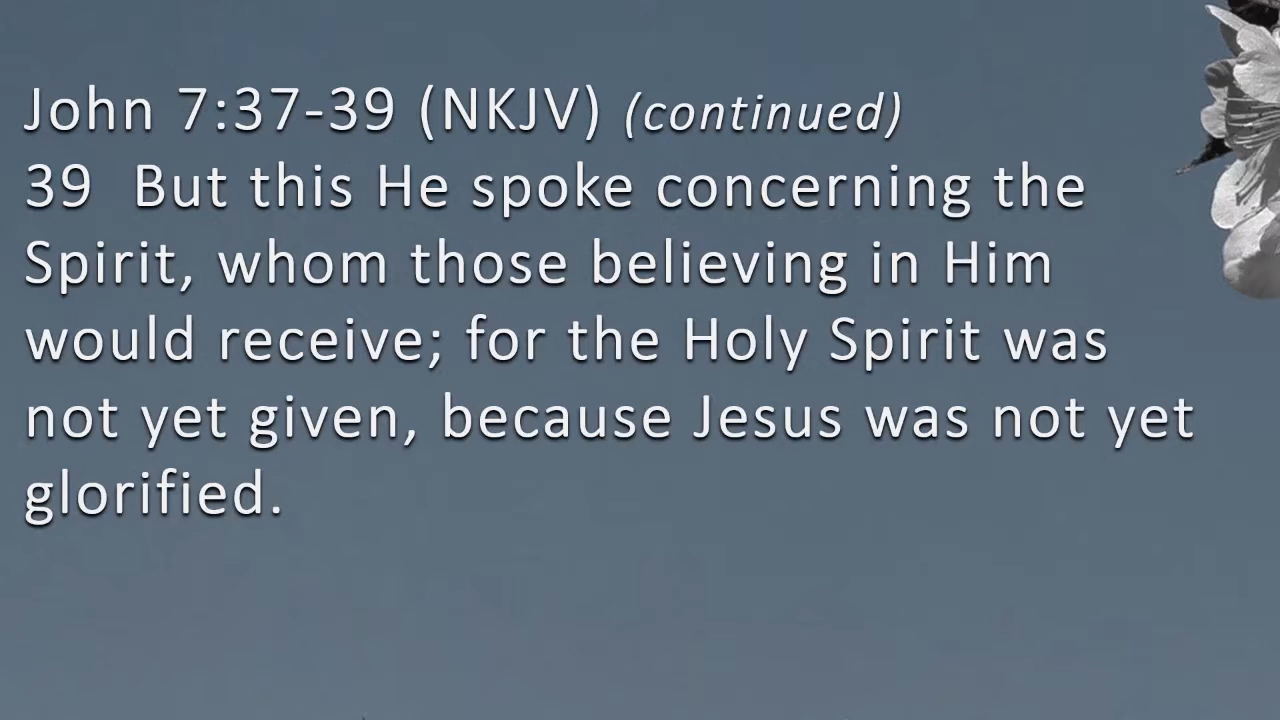 John 7:37-39 (NKJV) (continued)
39  But this He spoke concerning the
Spirit, whom those believing in Him
would receive; for the Holy Spirit was
not yet given, because Jesus was not yet
glorified.